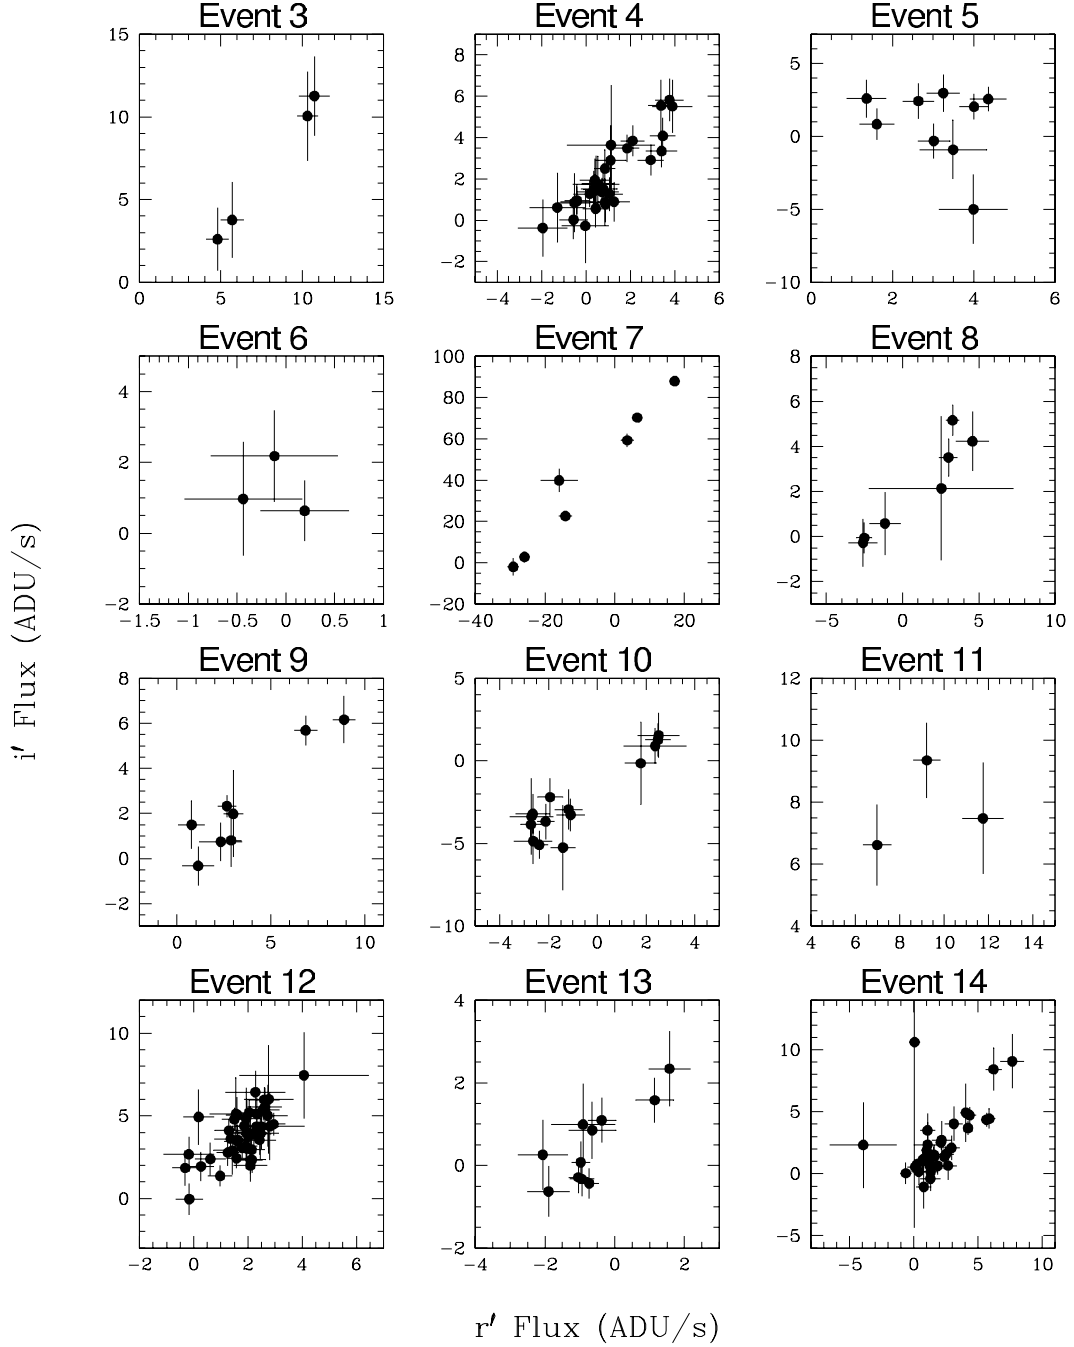 Event 3 Event 4 Event 5
15 8 5
10 6 0
5 4 -5
0 2 -10
0
-2
0 5 10 15 -4 -2 0 2 4 6 0 2 4 6
Event 6 Event 7 Event 8
4 100 8
2 80 6
0 60 4
-2 40 2
20 0
0 -2
-20
-1.5 -1 -0.5 0 0.5 1 -40 -20 0 20 -5 0 5 10
Event 9 Event 10 Event 11
8 5 12
6 0 10
4 -5 8
2 -10 6
0 4
-2
0 5 10 -4 -2 0 2 4 4 6 8 10 12 14
Event 12 Event 13 Event 14
10 4 10
5 2 5
0 0 0
-2 -5
-2 0 2 4 6 -2 0 2 -5 0 5 10
i′ Flux (ADU/s)
r′ Flux (ADU/s)